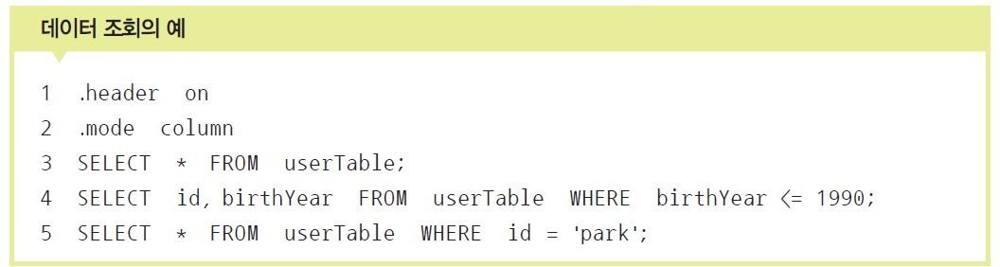 데이터 조회의 예
1 .header on
2 .mode column
3 SELECT * FROM userTable;
4 SELECT id, birthYear FROM userTable WHERE birthYear <= 1990;
5 SELECT * FROM userTable WHERE id = 'park';